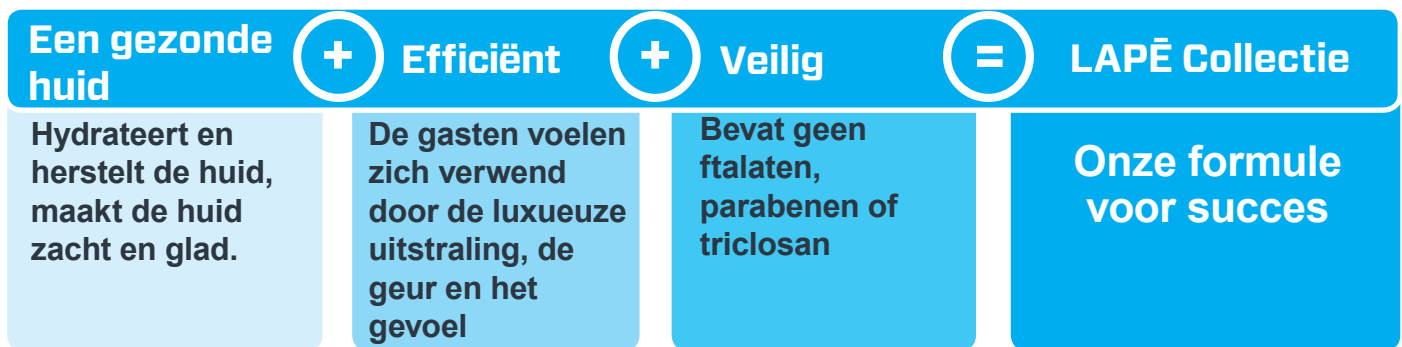 Een gezonde
huid
+
Efficiënt
+
Veilig
=
LAPĒ Collectie
Hydrateert en
herstelt de huid,
maakt de huid
zacht en glad.
De gasten voelen
zich verwend
door de luxueuze
uitstraling, de
geur en het
gevoel
Bevat geen
ftalaten,
parabenen of
triclosan
Onze formule
voor succes